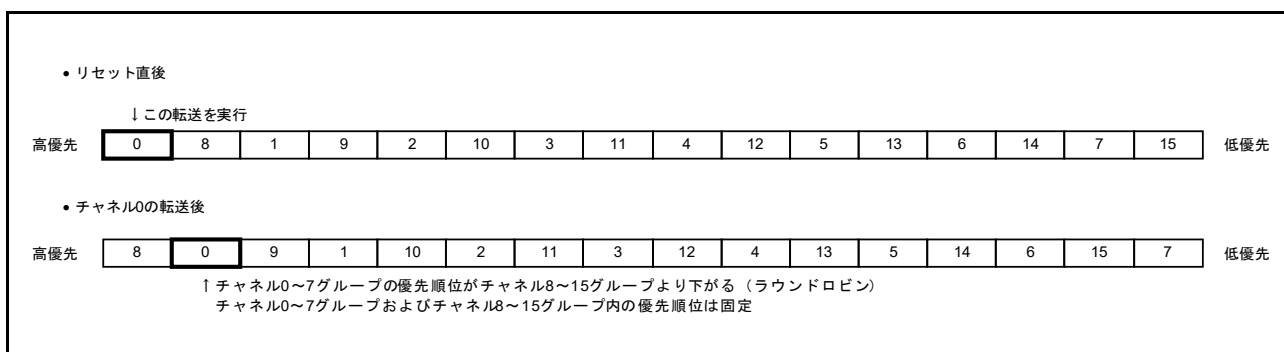 • リセット直後
↓この転送を実行
高優先 0 8 1 9 2 10 3 11 4 12 5 13 6 14 7 15 低優先
• チャネル0の転送後
高優先 8 0 9 1 10 2 11 3 12 4 13 5 14 6 15 7 低優先
↑チャネル0～7グループの優先順位がチャネル8～15グループより下がる（ラウンドロビン）
チャネル0～7グループおよびチャネル8～15グループ内の優先順位は固定